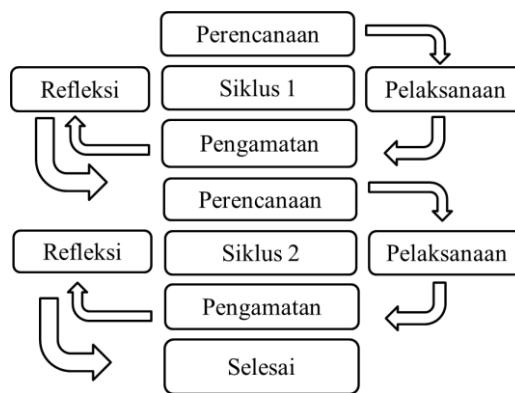 Perencanaan
Refleksi
Siklus 1
Pelaksanaan
Pengamatan
Perencanaan
Refleksi
Siklus 2
Pelaksanaan
Pengamatan
Selesai